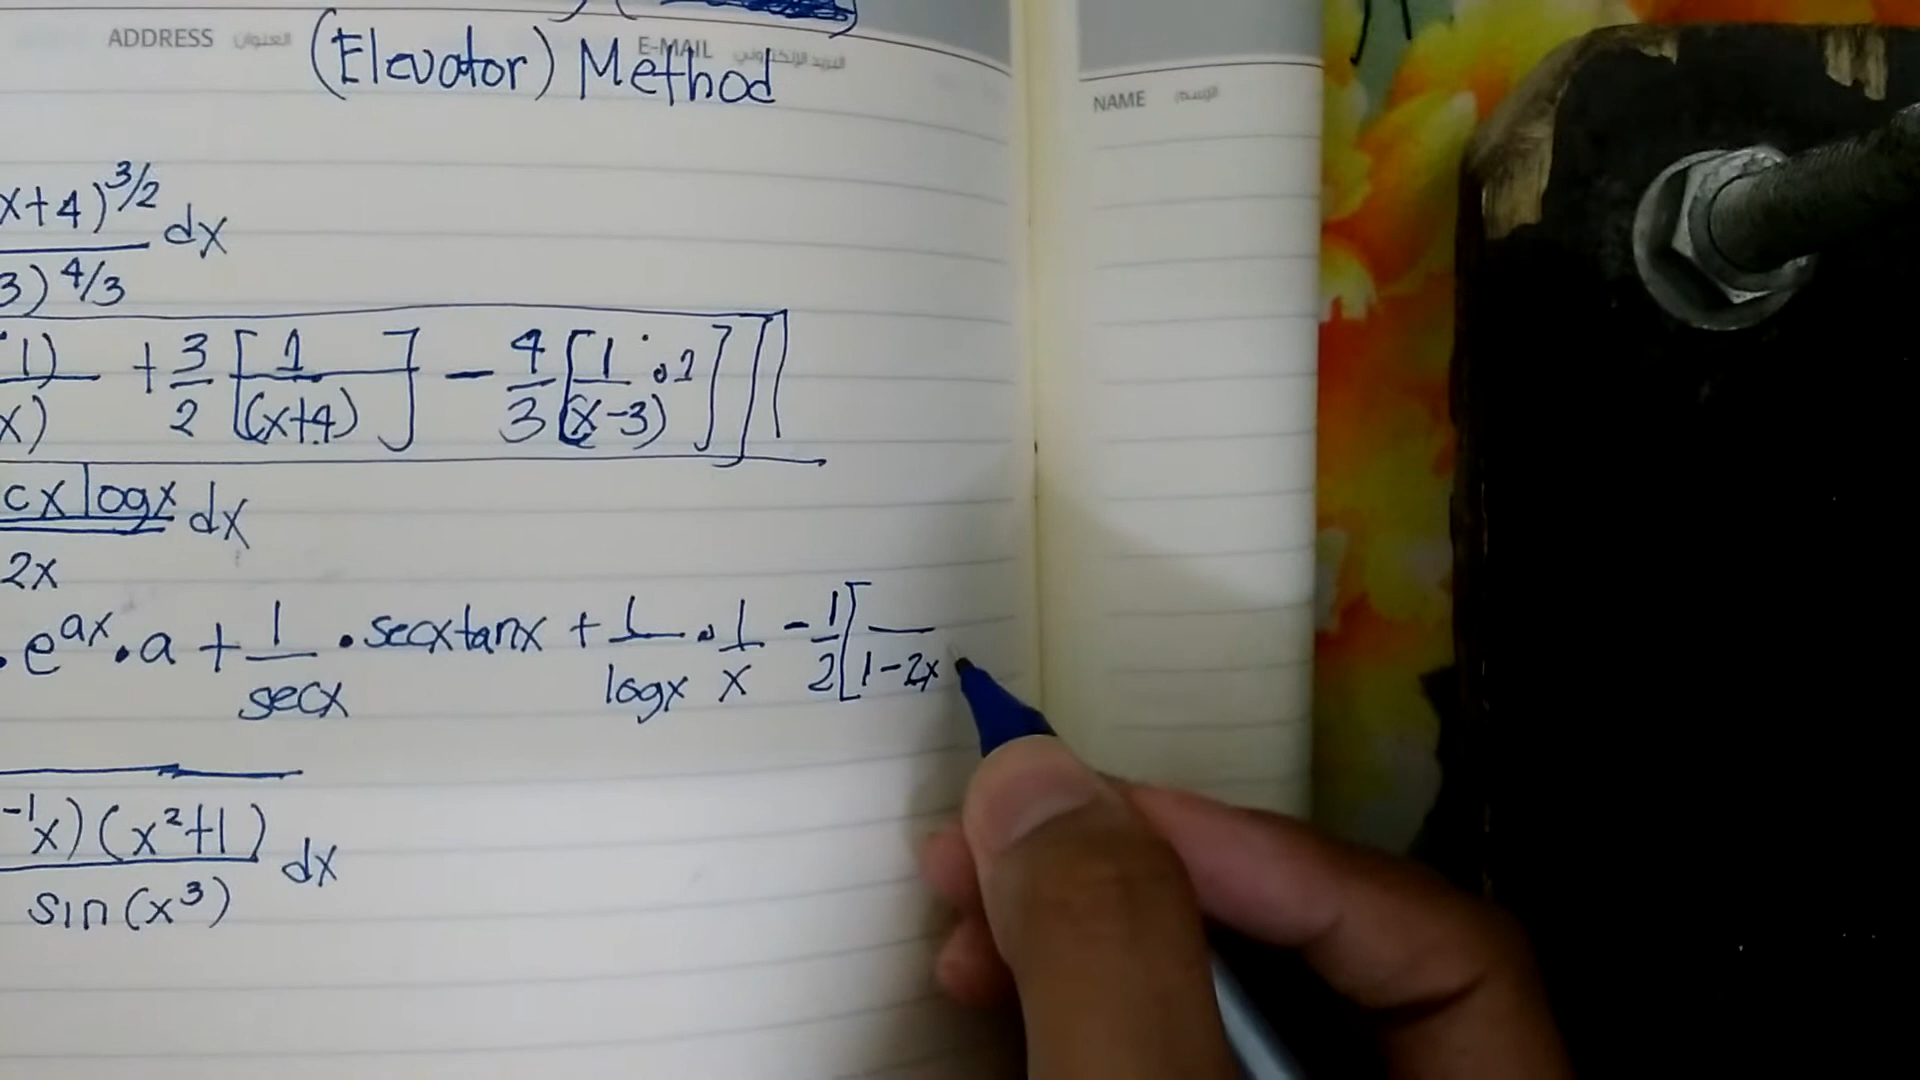 ADDRESS العنوان E-MAIL البريد الإلكتروني
(Elevator) Method
NAME الإسم
x+4)^3/2 dx
3)^4/3
1) + 3/2 [1/(x+4)] - 4/3 [1/(x-3) . 1]
x)
cx logx dx
2x
. e^ax . a + 1/secx . secxtanx + 1/logx . 1/x - 1/2 [ /1-2x
-1x) (x²+1) dx
sin(x³)